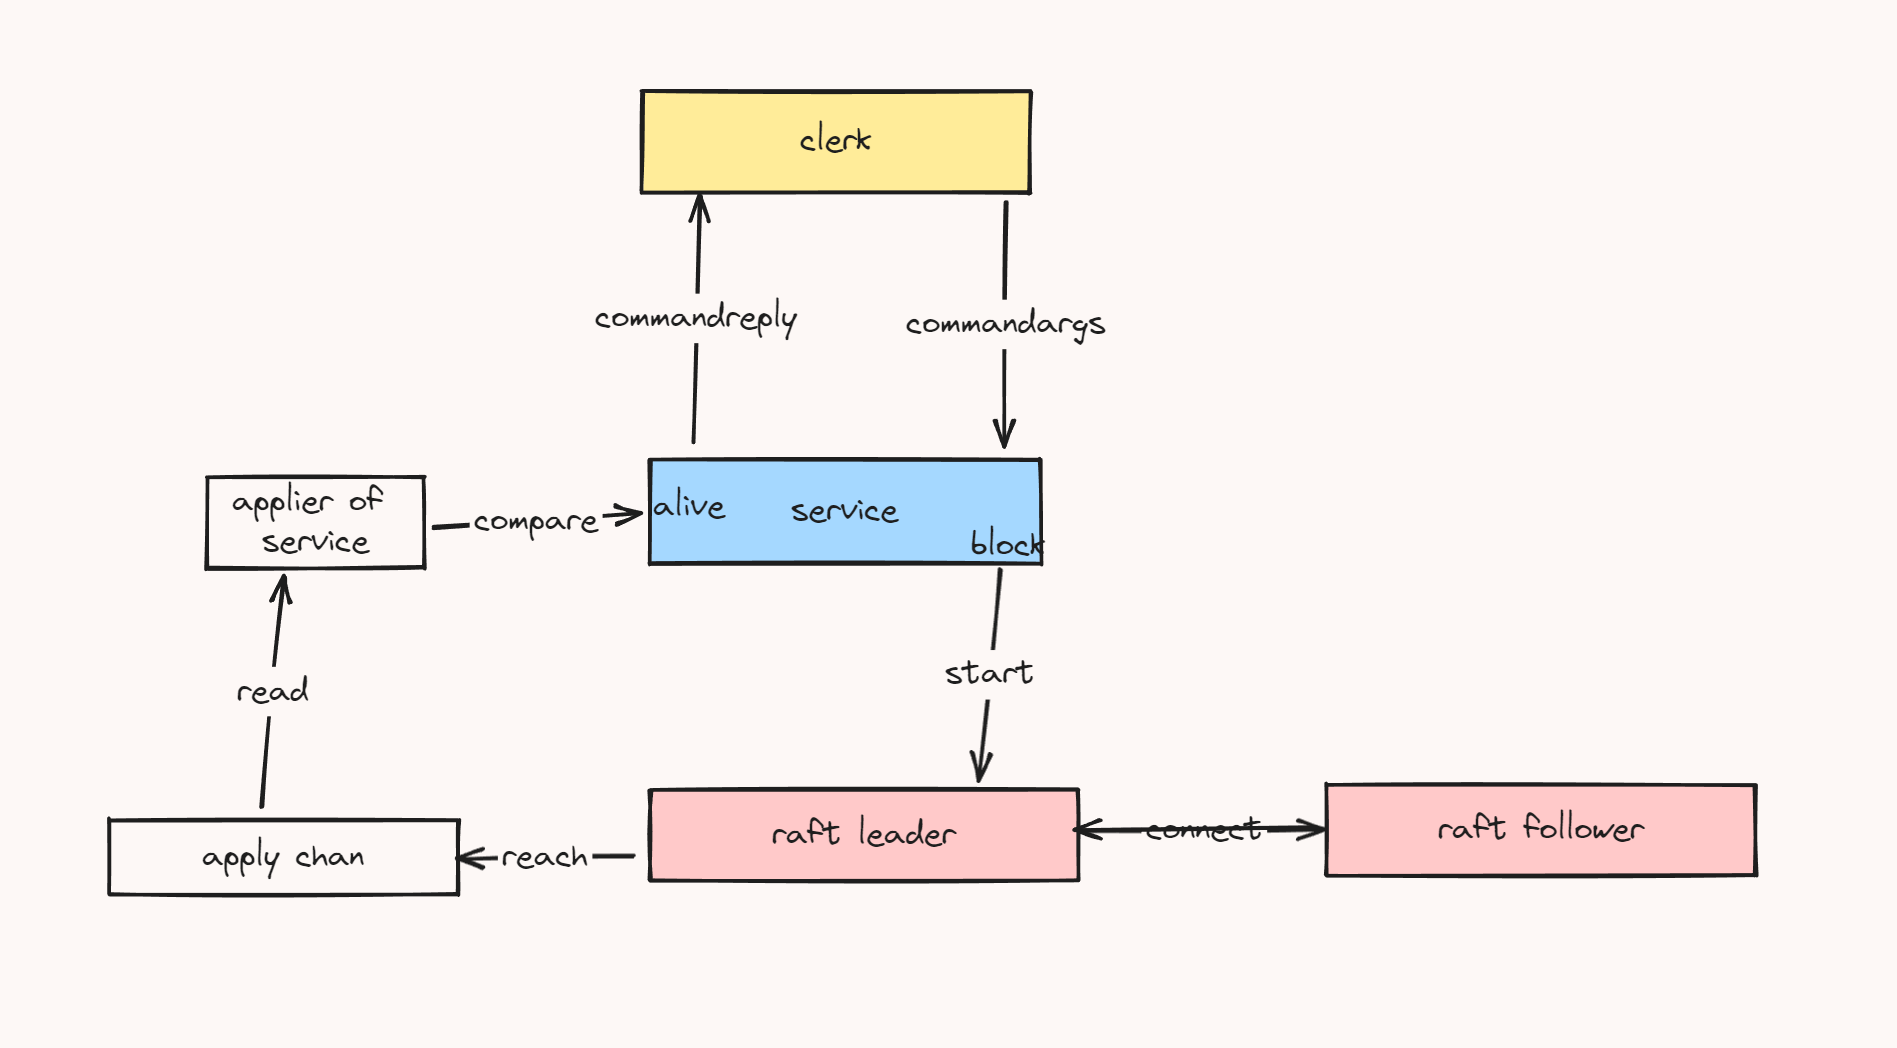 clerk
commandreply
commandargs
applier of
service
compare
alive
service
block
read
start
apply chan
reach
raft leader
connect
raft follower